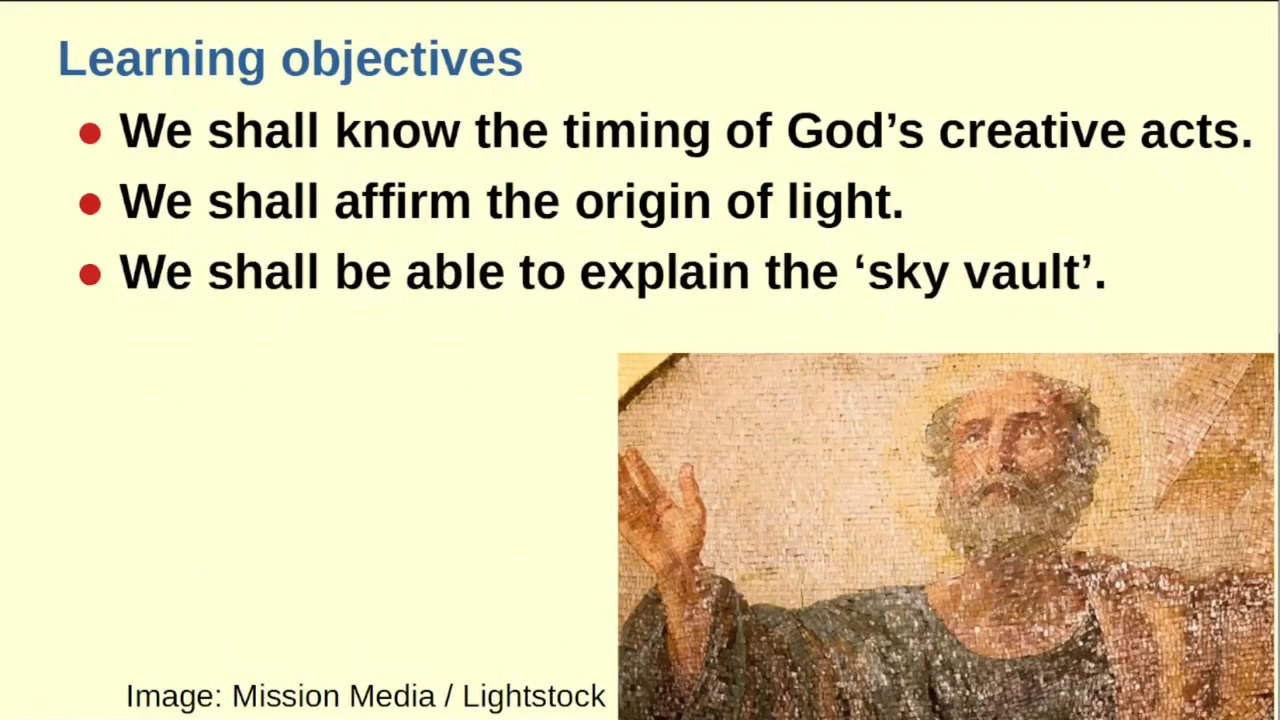 Learning objectives
We shall know the timing of God’s creative acts.
We shall affirm the origin of light.
We shall be able to explain the ‘sky vault’.
Image: Mission Media / Lightstock